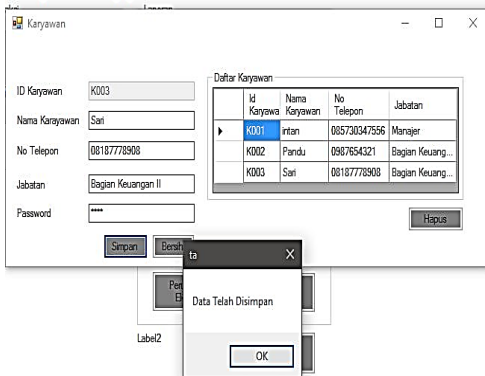 Laporan
Karyawan
ID Karyawan
K003
Nama Karayawan
Sari
No Telepon
08187778908
Jabatan
Bagian Keuangan II
Password
****
Simpan
Bersih
Daftar Karyawan
Id Karyawa
Nama Karyawan
No Telepon
Jabatan
K001 intan 085730347556 Manajer
K002 Pandu 0987654321 Bagian Keuang...
K003 Sari 08187778908 Bagian Keuang...
Hapus
ta
X
Data Telah Disimpan
OK
Label2